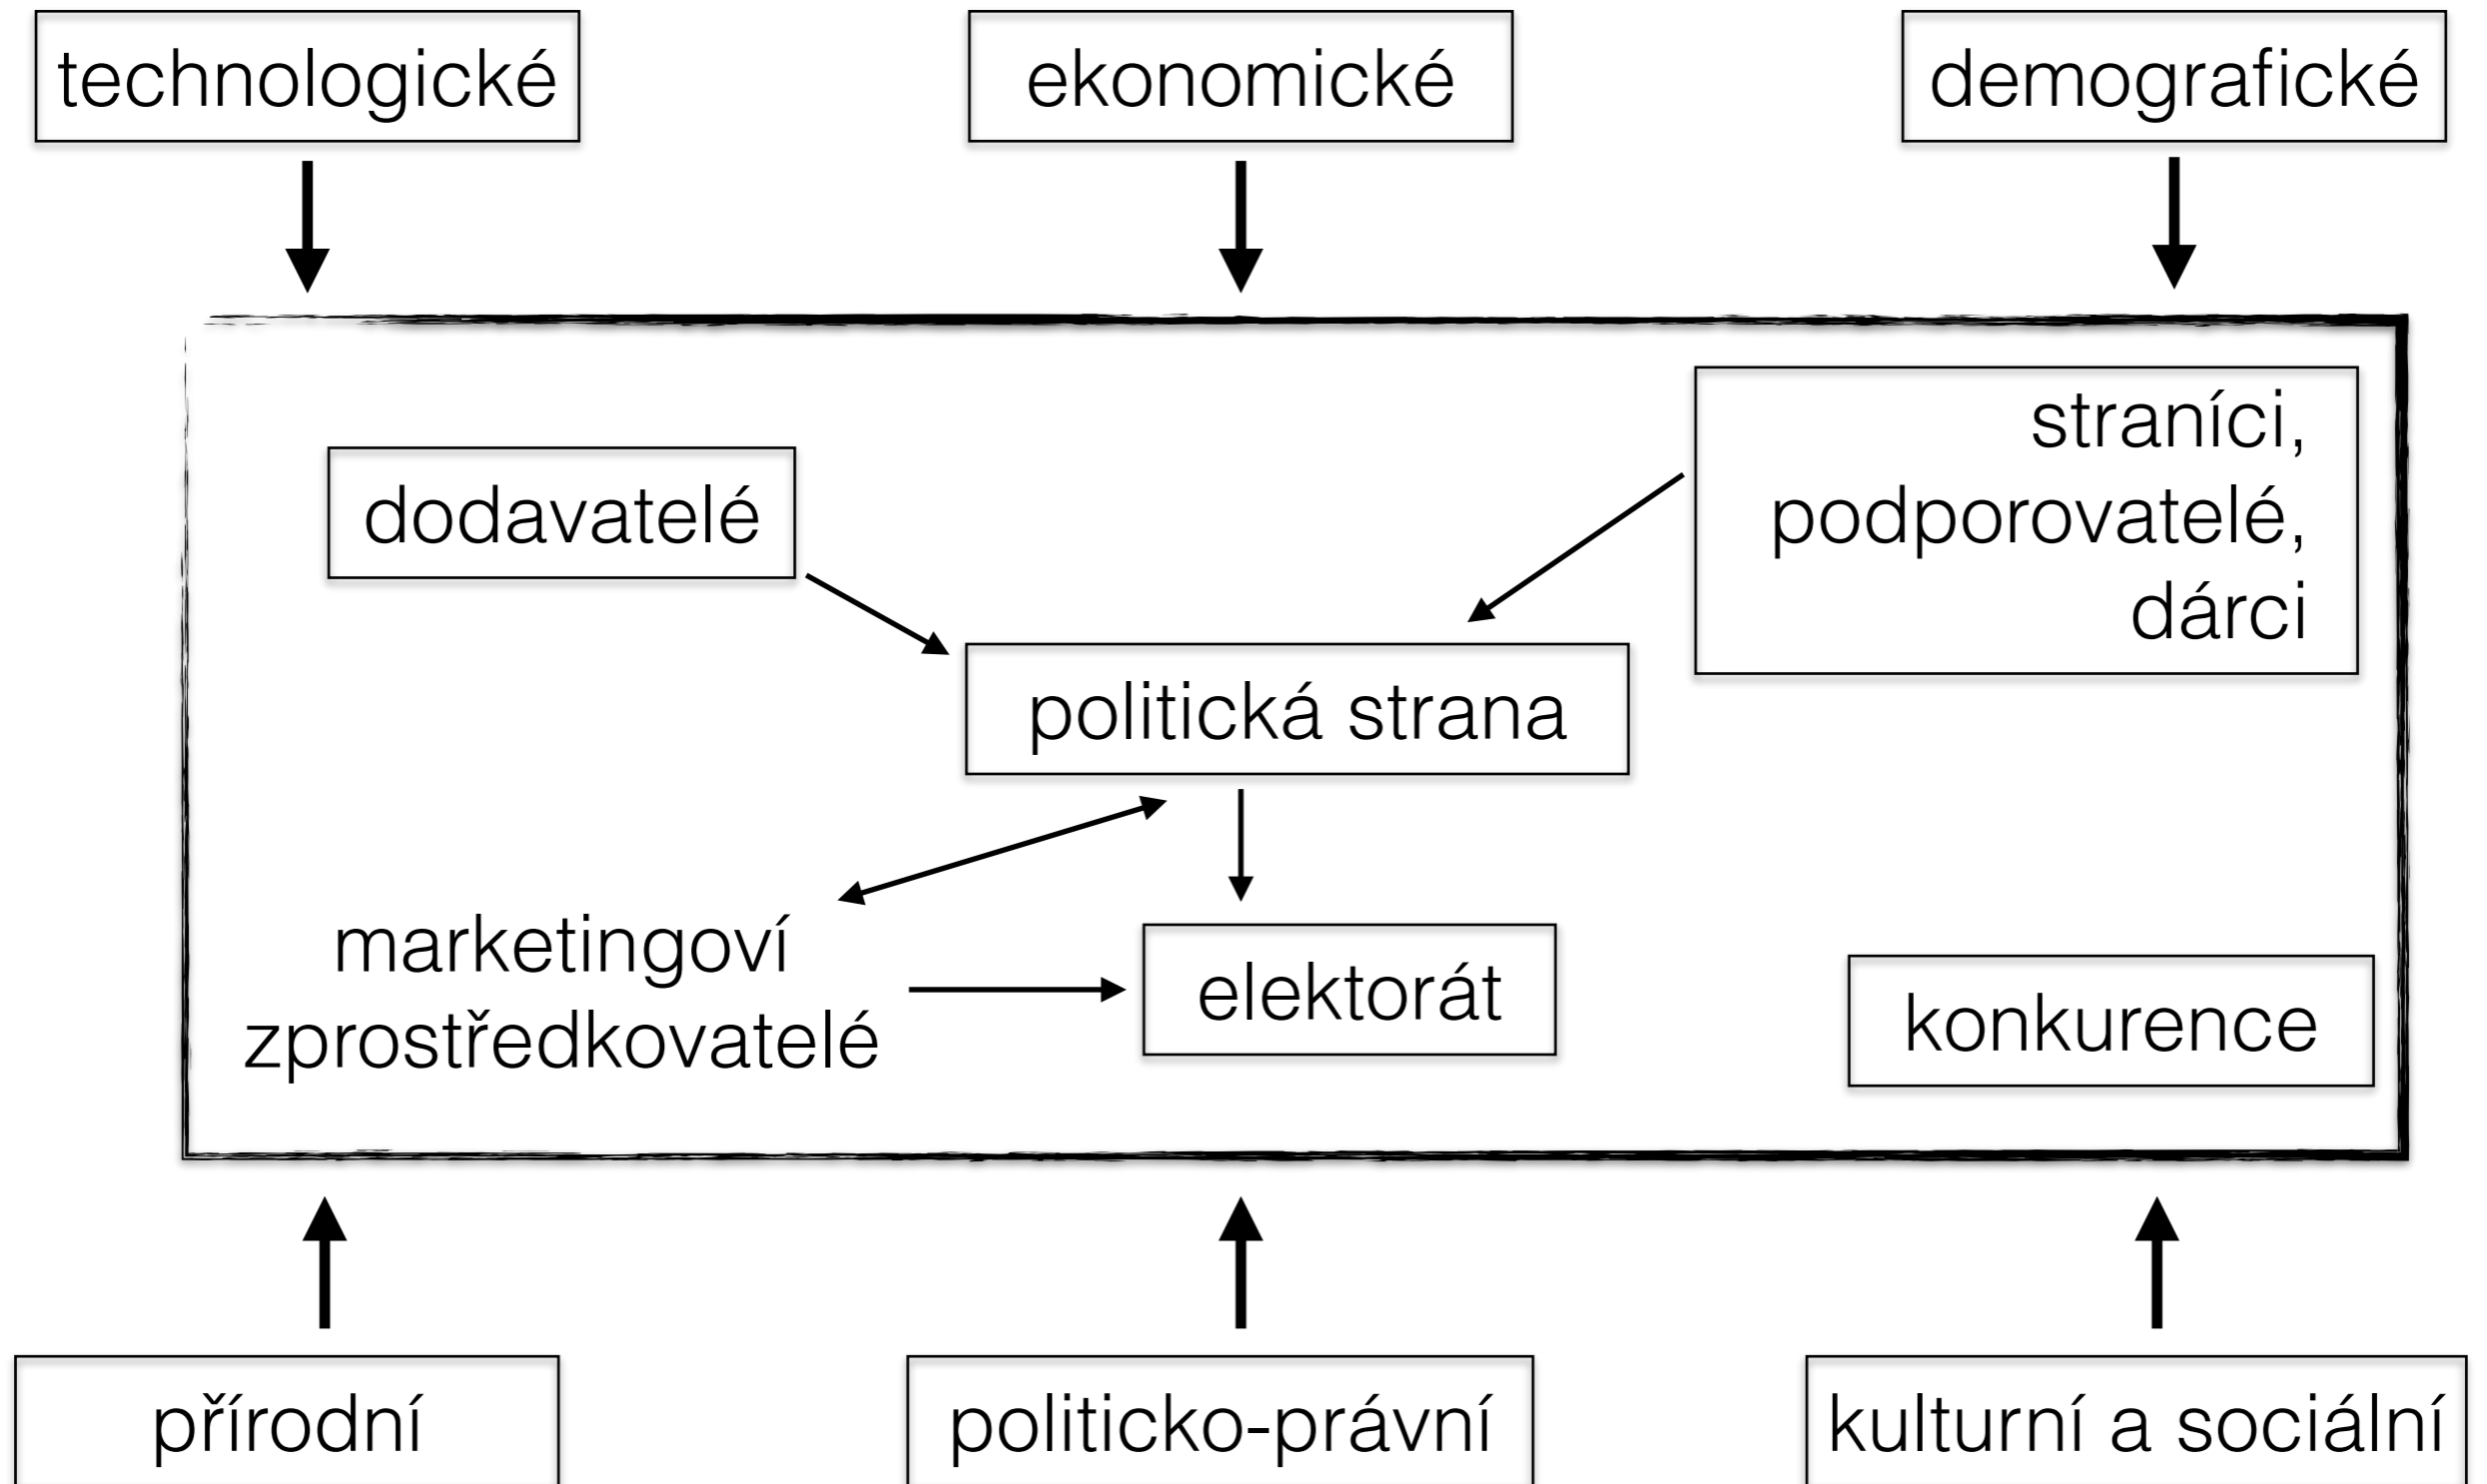 technologické
ekonomické
demografické
straníci,
podporovatelé,
dárci
dodavatelé
politická strana
marketingoví
zprostředkovatelé
elektorát
konkurence
přírodní
politicko-právní
kulturní a sociální